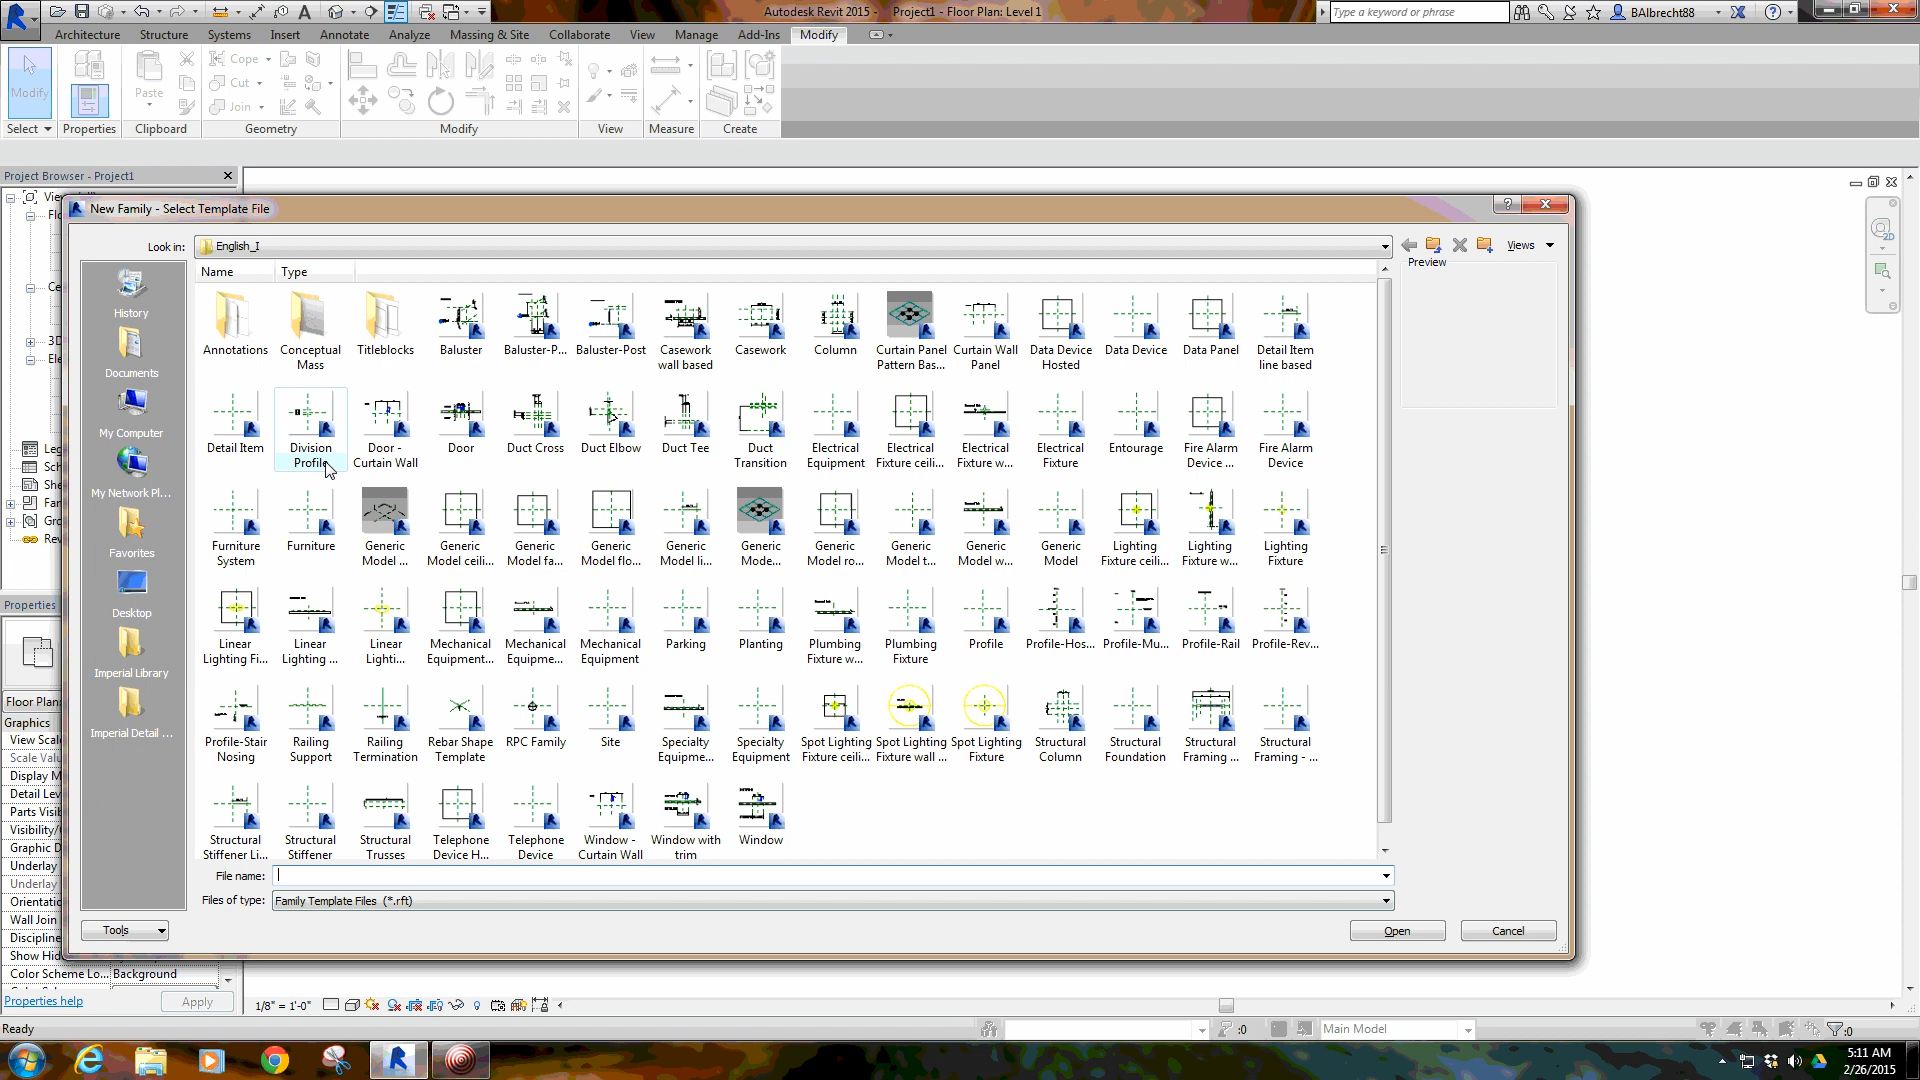 Autodesk Revit 2015 - Project1 - Floor Plan: Level 1
Type a keyword or phrase
BAlbrecht88
Architecture Structure Systems Insert Annotate Analyze Massing & Site Collaborate View Manage Add-Ins Modify
Modify
Paste
Cope
Cut
Join
Select Properties Clipboard Geometry Modify View Measure Create
Project Browser - Project1
New Family - Select Template File
Look in: English_I
Views
Preview
Name Type
History
Documents
My Computer
My Network Pl...
Favorites
Desktop
Imperial Library
Imperial Detail ...
Annotations
Conceptual Mass
Titleblocks
Baluster
Baluster-P...
Baluster-Post
Casework wall based
Casework
Column
Curtain Panel Pattern Bas...
Curtain Wall Panel
Data Device Hosted
Data Device
Data Panel
Detail Item line based
Detail Item
Division Profile
Door - Curtain Wall
Door
Duct Cross
Duct Elbow
Duct Tee
Duct Transition
Electrical Equipment
Electrical Fixture ceili...
Electrical Fixture w...
Electrical Fixture
Entourage
Fire Alarm Device ...
Fire Alarm Device
Furniture System
Furniture
Generic Model ...
Generic Model ceili...
Generic Model fa...
Generic Model flo...
Generic Model li...
Generic Mode...
Generic Model ro...
Generic Model t...
Generic Model w...
Generic Model
Lighting Fixture ceili...
Lighting Fixture w...
Lighting Fixture
Linear Lighting Fi...
Linear Lighting ...
Linear Lighti...
Mechanical Equipment...
Mechanical Equipme...
Mechanical Equipment
Parking
Planting
Plumbing Fixture w...
Plumbing Fixture
Profile
Profile-Hos...
Profile-Mu...
Profile-Rail
Profile-Rev...
Profile-Stair Nosing
Railing Support
Railing Termination
Rebar Shape Template
RPC Family
Site
Specialty Equipme...
Specialty Equipment
Spot Lighting Fixture ceili...
Spot Lighting Fixture wall ...
Spot Lighting Fixture
Structural Column
Structural Foundation
Structural Framing ...
Structural Framing - ...
Structural Stiffener Li...
Structural Stiffener
Structural Trusses
Telephone Device H...
Telephone Device
Window - Curtain Wall
Window with trim
Window
File name:
Files of type: Family Template Files (*.rft)
Tools
Open Cancel
Properties
Floor Plan:
Graphics
View Scale
Scale Valu
Display M
Detail Lev
Parts Visib
Visibility/
Graphic D
Underlay
Underlay
Orientatic
Wall Join
Discipline
Show Hid
Color Scheme Lo... Background
Properties help Apply
1/8" = 1'-0"
Ready
:0
Main Model
:0
5:11 AM
2/26/2015